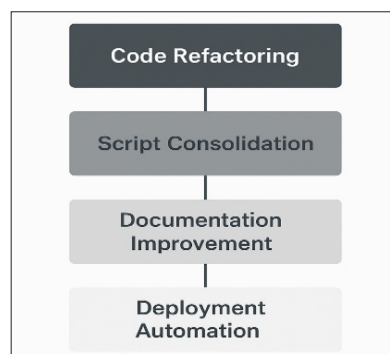 Code Refactoring
Script Consolidation
Documentation
Improvement
Deployment
Automation